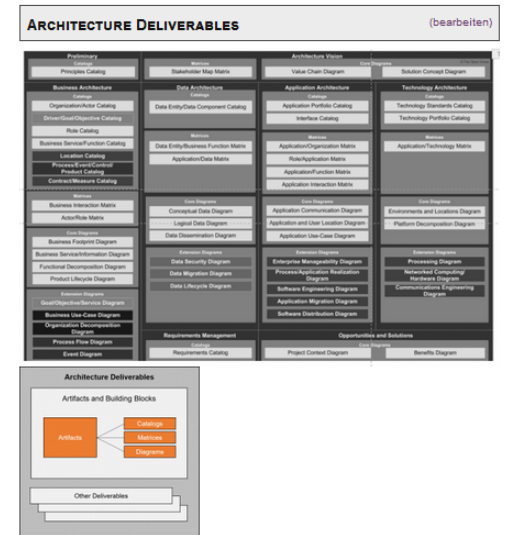 ARCHITECTURE DELIVERABLES
(bearbeiten)
Preliminary
Catalogs
Principles Catalog
Matrices
Stakeholder Map Matrix
Architecture Vision
Core Diagrams
Value Chain Diagram
Solution Concept Diagram
Business Architecture
Catalogs
Organization/Actor Catalog
Driver/Goal/Objective Catalog
Role Catalog
Business Service/Function Catalog
Location Catalog
Process/Event/Control/
Product Catalog
Contract/Measure Catalog
Matrices
Business Interaction Matrix
Actor/Role Matrix
Core Diagrams
Business Footprint Diagram
Business Service/Information Diagram
Functional Decomposition Diagram
Product Lifecycle Diagram
Extension Diagrams
Goal/Objective/Service Diagram
Business Use-Case Diagram
Organization Decomposition
Diagram
Process Flow Diagram
Event Diagram
Data Architecture
Catalogs
Data Entity/Data Component Catalog
Matrices
Data Entity/Business Function Matrix
Application/Data Matrix
Core Diagrams
Conceptual Data Diagram
Logical Data Diagram
Data Dissemination Diagram
Extension Diagrams
Data Security Diagram
Data Migration Diagram
Data Lifecycle Diagram
Application Architecture
Catalogs
Application Portfolio Catalog
Interface Catalog
Matrices
Application/Organization Matrix
Role/Application Matrix
Application/Function Matrix
Application Interaction Matrix
Core Diagrams
Application Communication Diagram
Application and User Location Diagram
Application Use-Case Diagram
Extension Diagrams
Enterprise Manageability Diagram
Process/Application Realization
Diagram
Software Engineering Diagram
Application Migration Diagram
Software Distribution Diagram
Technology Architecture
Catalogs
Technology Standards Catalog
Technology Portfolio Catalog
Matrices
Application/Technology Matrix
Core Diagrams
Environments and Locations Diagram
Platform Decomposition Diagram
Extension Diagrams
Processing Diagram
Networked Computing/
Hardware Diagram
Communications Engineering
Diagram
Requirements Management
Catalogs
Requirements Catalog
Opportunities and Solutions
Core Diagrams
Project Context Diagram
Benefits Diagram
Architecture Deliverables
Artifacts and Building Blocks
Artifacts
Catalogs
Matrices
Diagrams
Other Deliverables